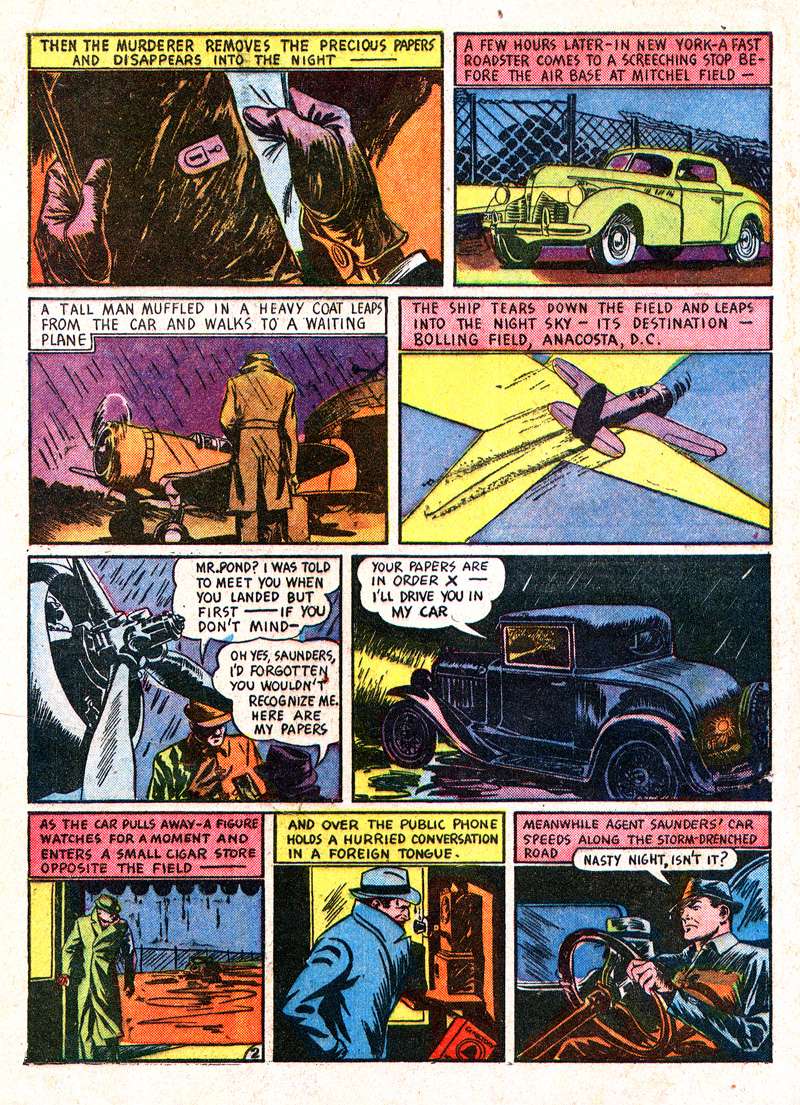 THEN THE MURDERER REMOVES THE PRECIOUS PAPERS
AND DISAPPEARS INTO THE NIGHT ——
A FEW HOURS LATER–IN NEW YORK–A FAST
ROADSTER COMES TO A SCREECHING STOP BE-
FORE THE AIR BASE AT MITCHEL FIELD —
A TALL MAN MUFFLED IN A HEAVY COAT LEAPS
FROM THE CAR AND WALKS TO A WAITING
PLANE
THE SHIP TEARS DOWN THE FIELD AND LEAPS
INTO THE NIGHT SKY — ITS DESTINATION —
BOLLING FIELD, ANACOSTA, D.C.
MR. POND? I WAS TOLD
TO MEET YOU WHEN
YOU LANDED BUT
FIRST —— IF YOU
DON'T MIND–
OH YES, SAUNDERS,
I'D FORGOTTEN
YOU WOULDN'T
RECOGNIZE ME.
HERE ARE
MY PAPERS
YOUR PAPERS ARE
IN ORDER X —
I'LL DRIVE YOU IN
MY CAR
AS THE CAR PULLS AWAY–A FIGURE
WATCHES FOR A MOMENT AND
ENTERS A SMALL CIGAR STORE
OPPOSITE THE FIELD ——
2
AND OVER THE PUBLIC PHONE
HOLDS A HURRIED CONVERSATION
IN A FOREIGN TONGUE.
MEANWHILE AGENT SAUNDERS' CAR
SPEEDS ALONG THE STORM-DRENCHED
ROAD
NASTY NIGHT, ISN'T IT?